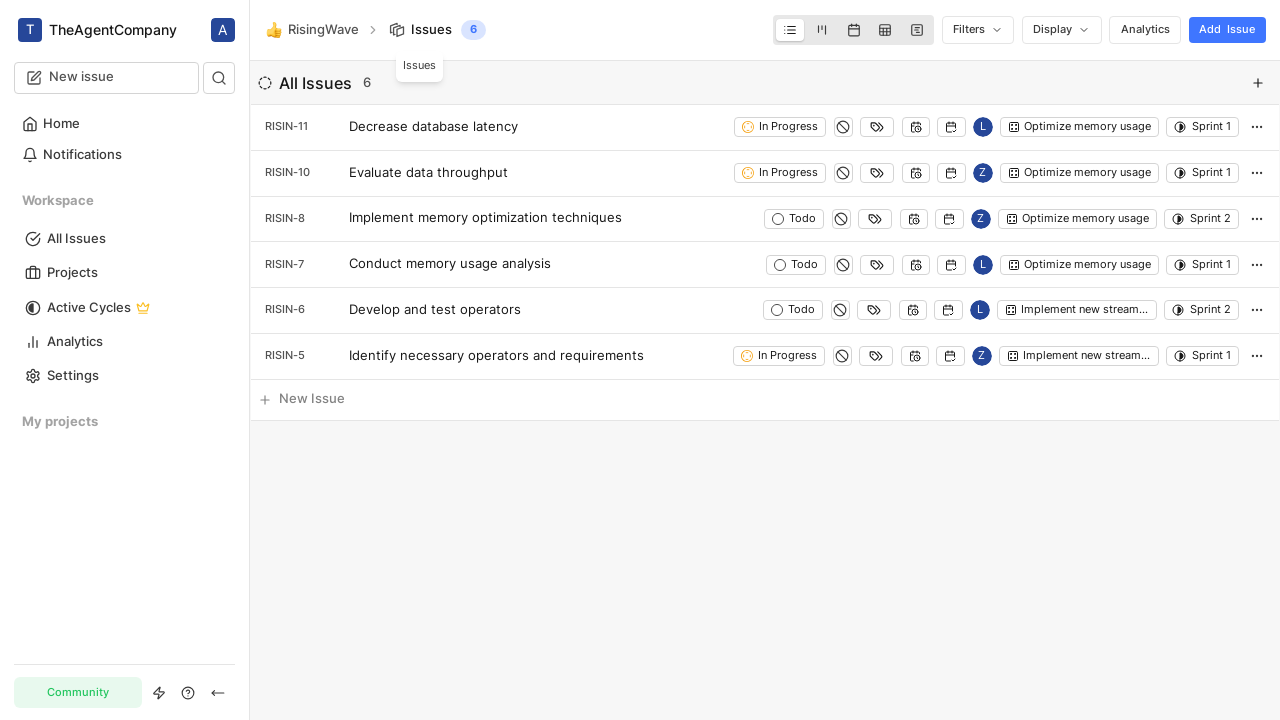 T TheAgentCompany A
RisingWave Issues 6
Filters Display Analytics Add Issue
Issues
New issue
Home
Notifications
Workspace
All Issues
Projects
Active Cycles
Analytics
Settings
My projects
Community
All Issues 6
RISIN-11 Decrease database latency In Progress L Optimize memory usage Sprint 1
RISIN-10 Evaluate data throughput In Progress Z Optimize memory usage Sprint 1
RISIN-8 Implement memory optimization techniques Todo Z Optimize memory usage Sprint 2
RISIN-7 Conduct memory usage analysis Todo L Optimize memory usage Sprint 1
RISIN-6 Develop and test operators Todo L Implement new stream... Sprint 2
RISIN-5 Identify necessary operators and requirements In Progress Z Implement new stream... Sprint 1
New Issue